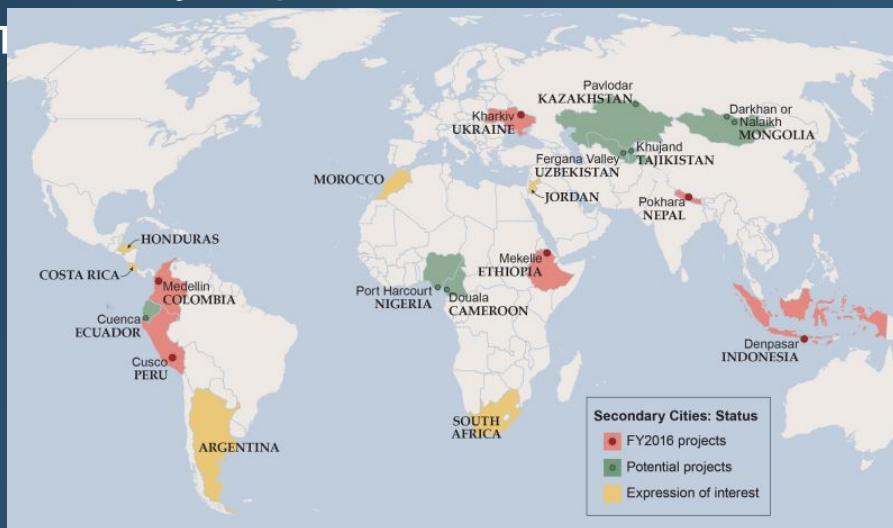 Pavlodar
KAZAKHSTAN
Darkhan or
Nalaikh
MONGOLIA
Kharkiv
UKRAINE
Khujand
TAJIKISTAN
Fergana Valley
UZBEKISTAN
MOROCCO
JORDAN
Pokhara
NEPAL
HONDURAS
COSTA RICA
Medellin
COLOMBIA
Mekelle
ETHIOPIA
Port Harcourt
NIGERIA
Douala
CAMEROON
Cuenca
ECUADOR
Cusco
PERU
Denpasar
INDONESIA
SOUTH
AFRICA
ARGENTINA
Secondary Cities: Status
FY2016 projects
Potential projects
Expression of interest